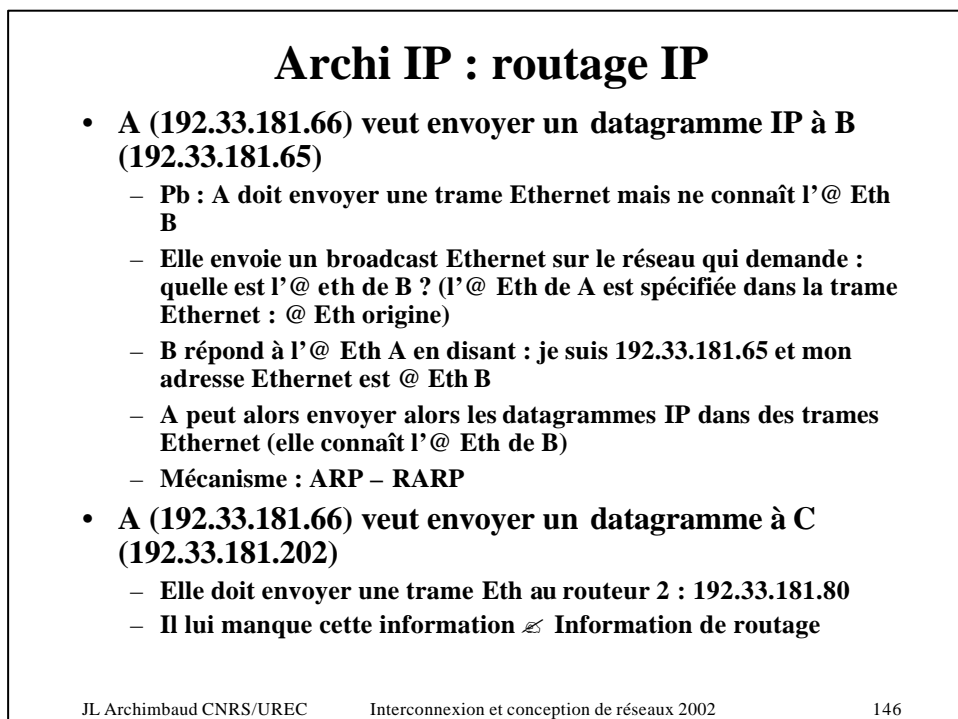 Archi IP : routage IP
• A (192.33.181.66) veut envoyer un datagramme IP à B
(192.33.181.65)
– Pb : A doit envoyer une trame Ethernet mais ne connaît l'@ Eth
B
– Elle envoie un broadcast Ethernet sur le réseau qui demande :
quelle est l'@ eth de B ? (l'@ Eth de A est spécifiée dans la trame
Ethernet : @ Eth origine)
– B répond à l'@ Eth A en disant : je suis 192.33.181.65 et mon
adresse Ethernet est @ Eth B
– A peut alors envoyer alors les datagrammes IP dans des trames
Ethernet (elle connaît l'@ Eth de B)
– Mécanisme : ARP – RARP
• A (192.33.181.66) veut envoyer un datagramme à C
(192.33.181.202)
– Elle doit envoyer une trame Eth au routeur 2 : 192.33.181.80
– Il lui manque cette information ✍ Information de routage
JL Archimbaud CNRS/UREC Interconnexion et conception de réseaux 2002 146